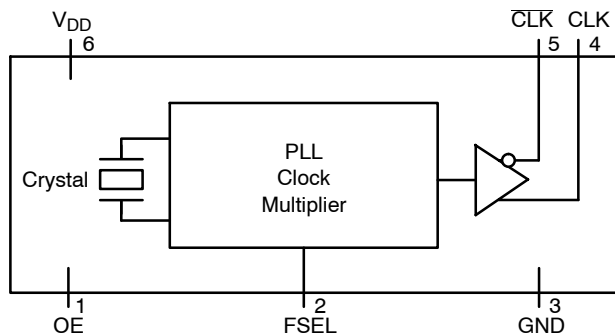 VDD
6
CLK CLK
5 4
PLL
Clock
Multiplier
Crystal
1 2 3
OE FSEL GND